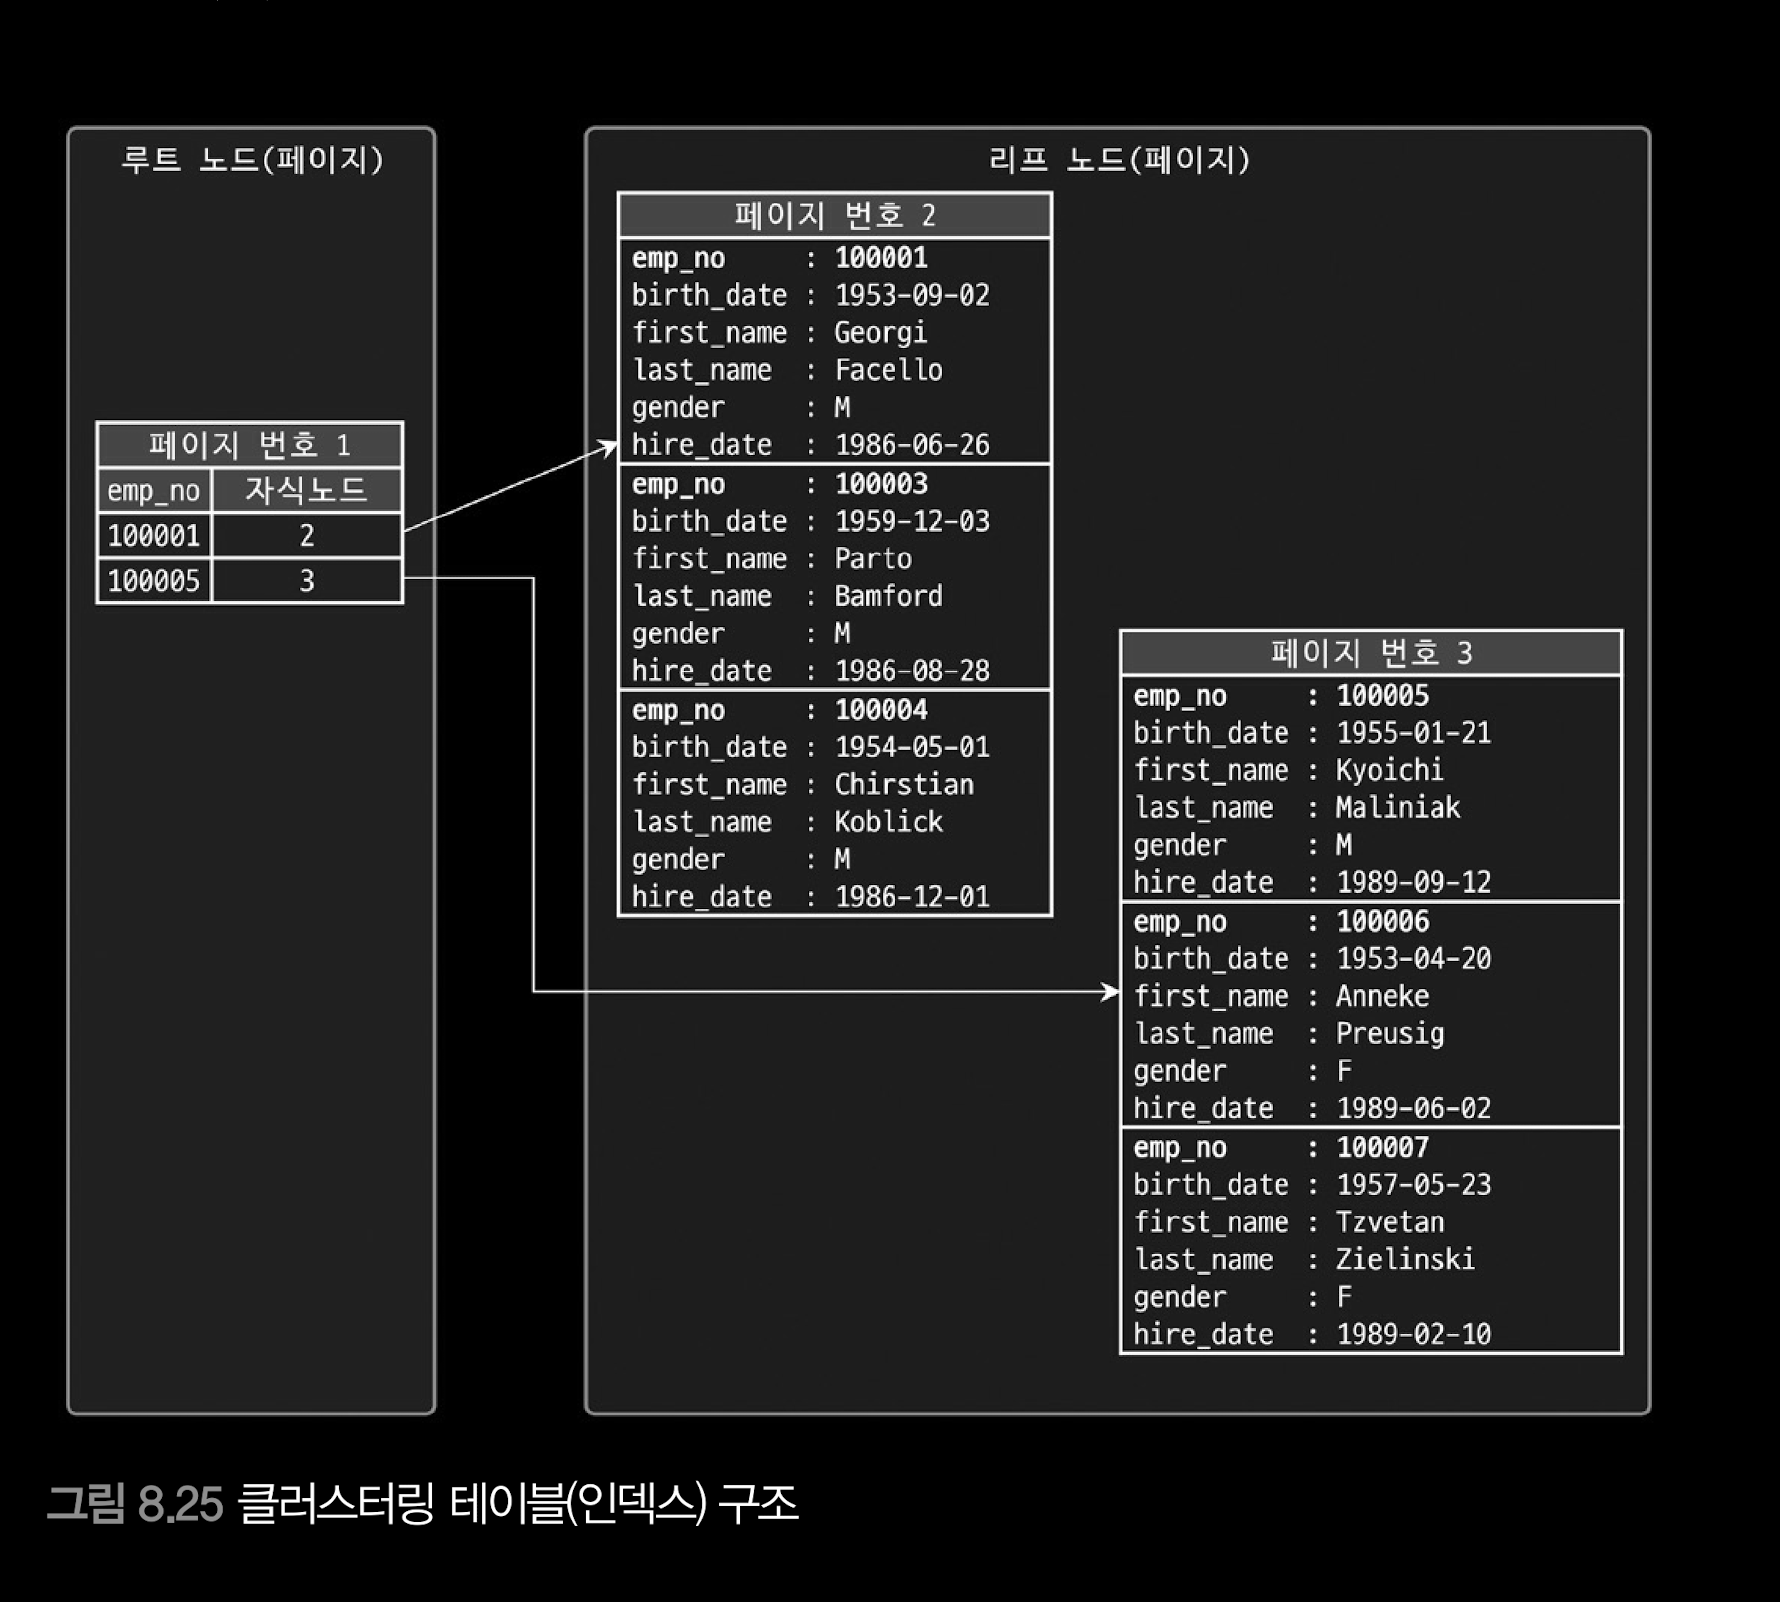 루트 노드(페이지)
페이지 번호 1
emp_no 자식노드
100001 2
100005 3
리프 노드(페이지)
페이지 번호 2
emp_no : 100001
birth_date : 1953-09-02
first_name : Georgi
last_name : Facello
gender : M
hire_date : 1986-06-26
emp_no : 100003
birth_date : 1959-12-03
first_name : Parto
last_name : Bamford
gender : M
hire_date : 1986-08-28
emp_no : 100004
birth_date : 1954-05-01
first_name : Chirstian
last_name : Koblick
gender : M
hire_date : 1986-12-01
페이지 번호 3
emp_no : 100005
birth_date : 1955-01-21
first_name : Kyoichi
last_name : Maliniak
gender : M
hire_date : 1989-09-12
emp_no : 100006
birth_date : 1953-04-20
first_name : Anneke
last_name : Preusig
gender : F
hire_date : 1989-06-02
emp_no : 100007
birth_date : 1957-05-23
first_name : Tzvetan
last_name : Zielinski
gender : F
hire_date : 1989-02-10
그림 8.25 클러스터링 테이블(인덱스) 구조